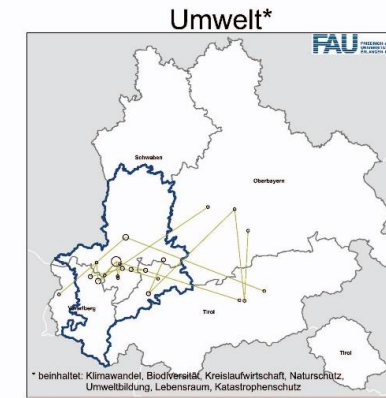 Umwelt*
FAU
Schwaben
Oberbayern
Vorarlberg
Tirol
Tirol
* beinhaltet: Klimawandel, Biodiversität, Kreislaufwirtschaft, Naturschutz,
Umweltbildung, Lebensraum, Katastrophenschutz